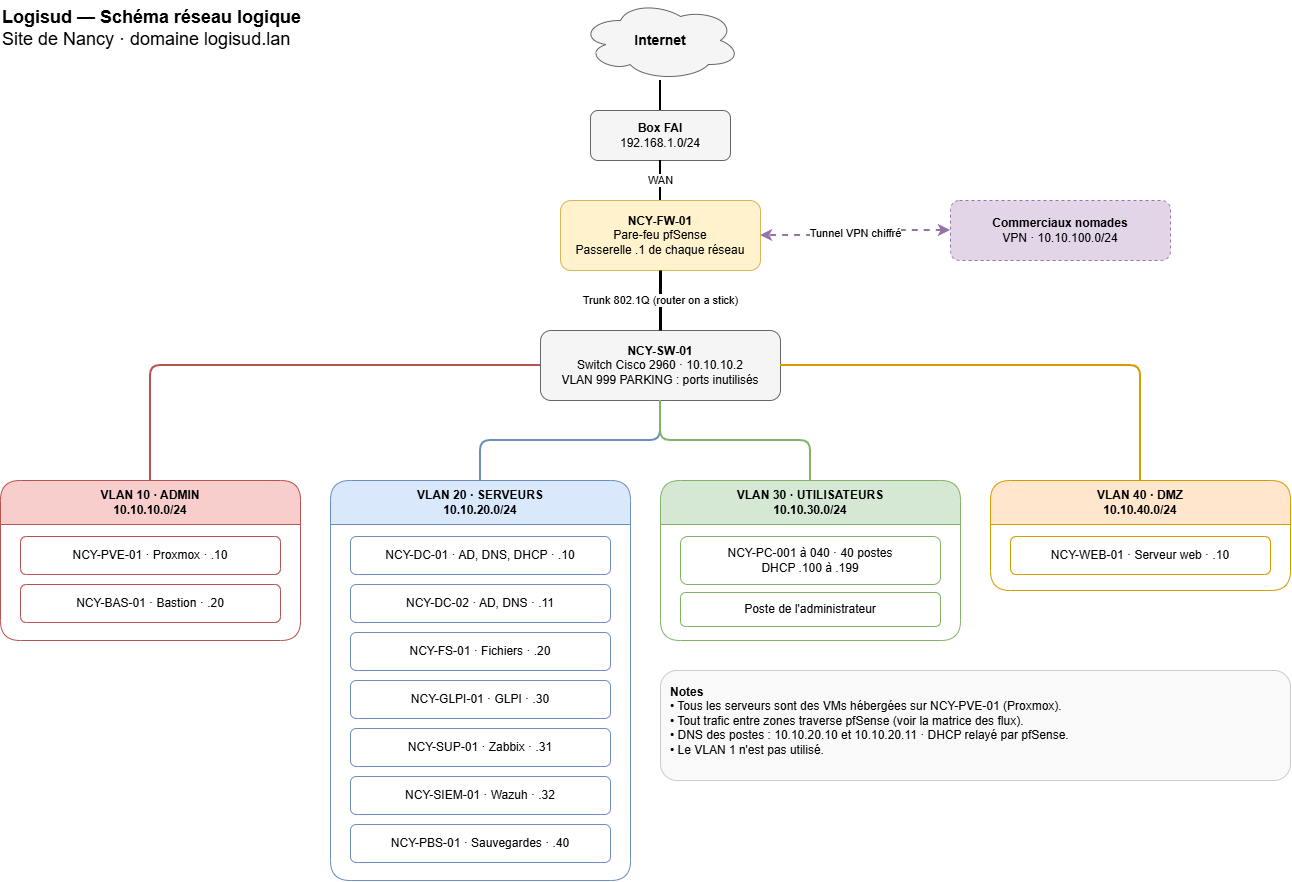 Logisud — Schéma réseau logique
Site de Nancy · domaine logisud.lan
Internet
Box FAI
192.168.1.0/24
WAN
NCY-FW-01
Pare-feu pfSense
Passerelle .1 de chaque réseau
Tunnel VPN chiffré
Commerciaux nomades
VPN · 10.10.100.0/24
Trunk 802.1Q (router on a stick)
NCY-SW-01
Switch Cisco 2960 · 10.10.10.2
VLAN 999 PARKING : ports inutilisés
VLAN 10 · ADMIN
10.10.10.0/24
NCY-PVE-01 · Proxmox · .10
NCY-BAS-01 · Bastion · .20
VLAN 20 · SERVEURS
10.10.20.0/24
NCY-DC-01 · AD, DNS, DHCP · .10
NCY-DC-02 · AD, DNS · .11
NCY-FS-01 · Fichiers · .20
NCY-GLPI-01 · GLPI · .30
NCY-SUP-01 · Zabbix · .31
NCY-SIEM-01 · Wazuh · .32
NCY-PBS-01 · Sauvegardes · .40
VLAN 30 · UTILISATEURS
10.10.30.0/24
NCY-PC-001 à 040 · 40 postes
DHCP .100 à .199
Poste de l'administrateur
VLAN 40 · DMZ
10.10.40.0/24
NCY-WEB-01 · Serveur web · .10
Notes
• Tous les serveurs sont des VMs hébergées sur NCY-PVE-01 (Proxmox).
• Tout trafic entre zones traverse pfSense (voir la matrice des flux).
• DNS des postes : 10.10.20.10 et 10.10.20.11 · DHCP relayé par pfSense.
• Le VLAN 1 n'est pas utilisé.